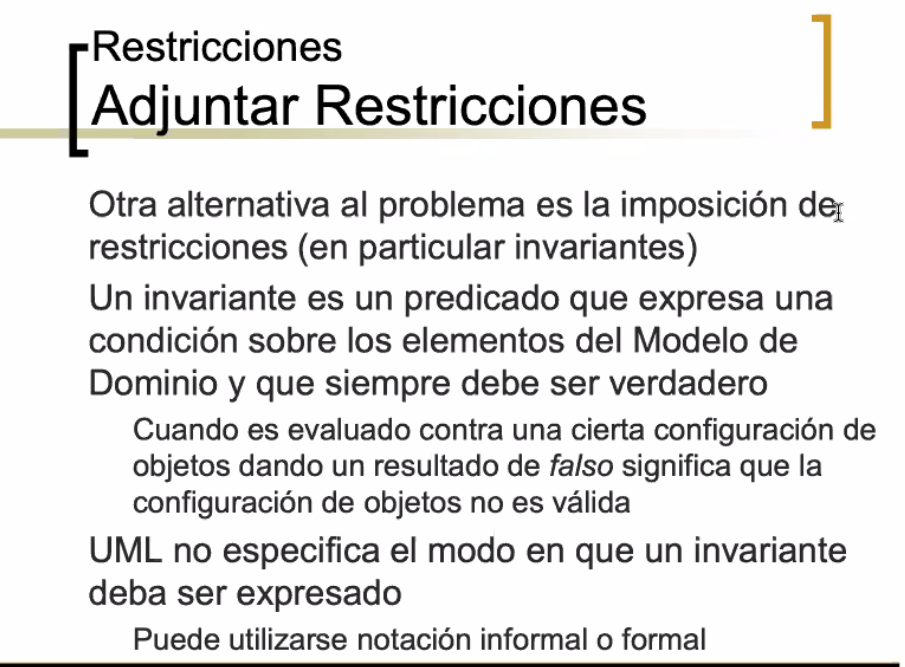 Restricciones
Adjuntar Restricciones
Otra alternativa al problema es la imposición de
restricciones (en particular invariantes)
Un invariante es un predicado que expresa una
condición sobre los elementos del Modelo de
Dominio y que siempre debe ser verdadero
Cuando es evaluado contra una cierta configuración de
objetos dando un resultado de falso significa que la
configuración de objetos no es válida
UML no especifica el modo en que un invariante
deba ser expresado
Puede utilizarse notación informal o formal